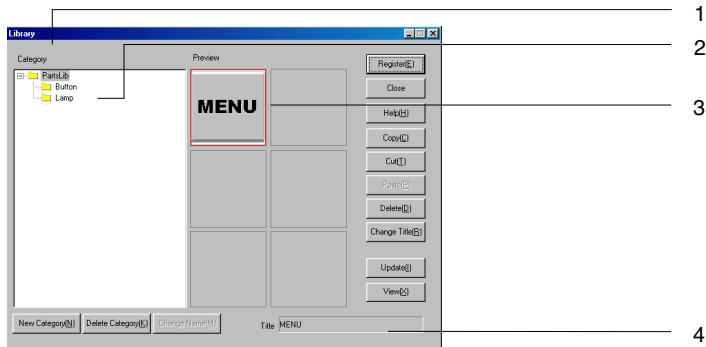 1
Library
2
Category
Preview
Register(E)
PartsLib
Button
Lamp
Close
MENU
3
Help(H)
Copy(C)
Cut(T)
Paste(P)
Delete(D)
Change Title(R)
Update(I)
View(X)
New Category(N)
Delete Category(K)
Change Name(M)
Title
MENU
4